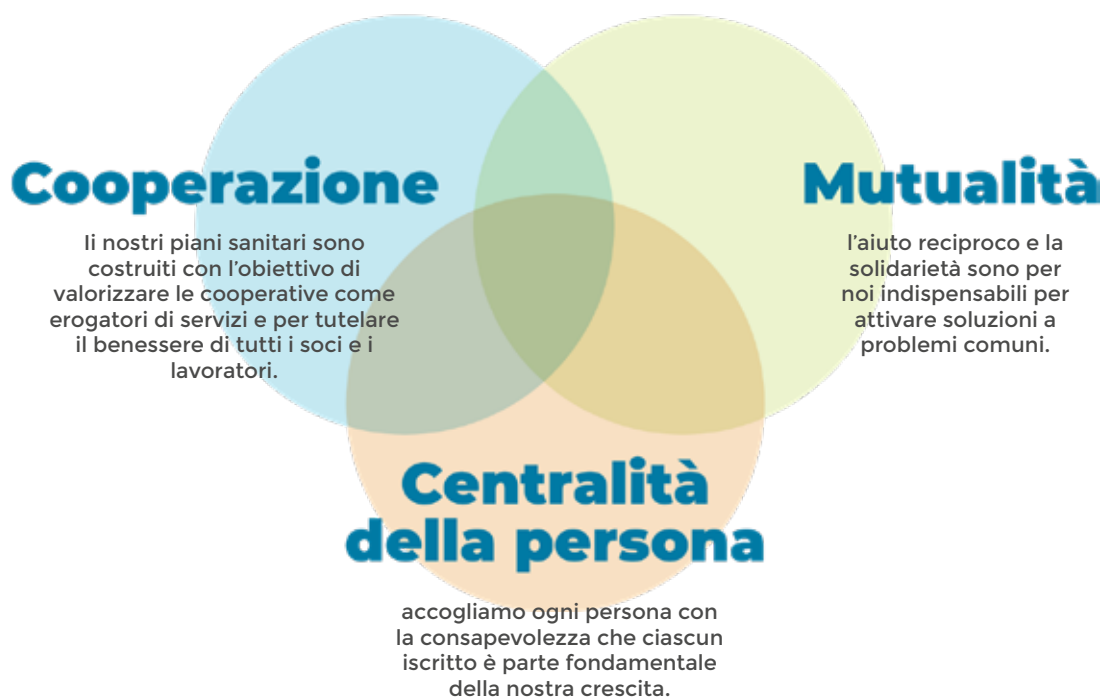 Cooperazione
Ii nostri piani sanitari sono
costruiti con l'obiettivo di
valorizzare le cooperative come
erogatori di servizi e per tutelare
il benessere di tutti i soci e i
lavoratori.
Mutualità
l'aiuto reciproco e la
solidarietà sono per
noi indispensabili per
attivare soluzioni a
problemi comuni.
Centralità
della persona
accogliamo ogni persona con
la consapevolezza che ciascun
iscritto è parte fondamentale
della nostra crescita.